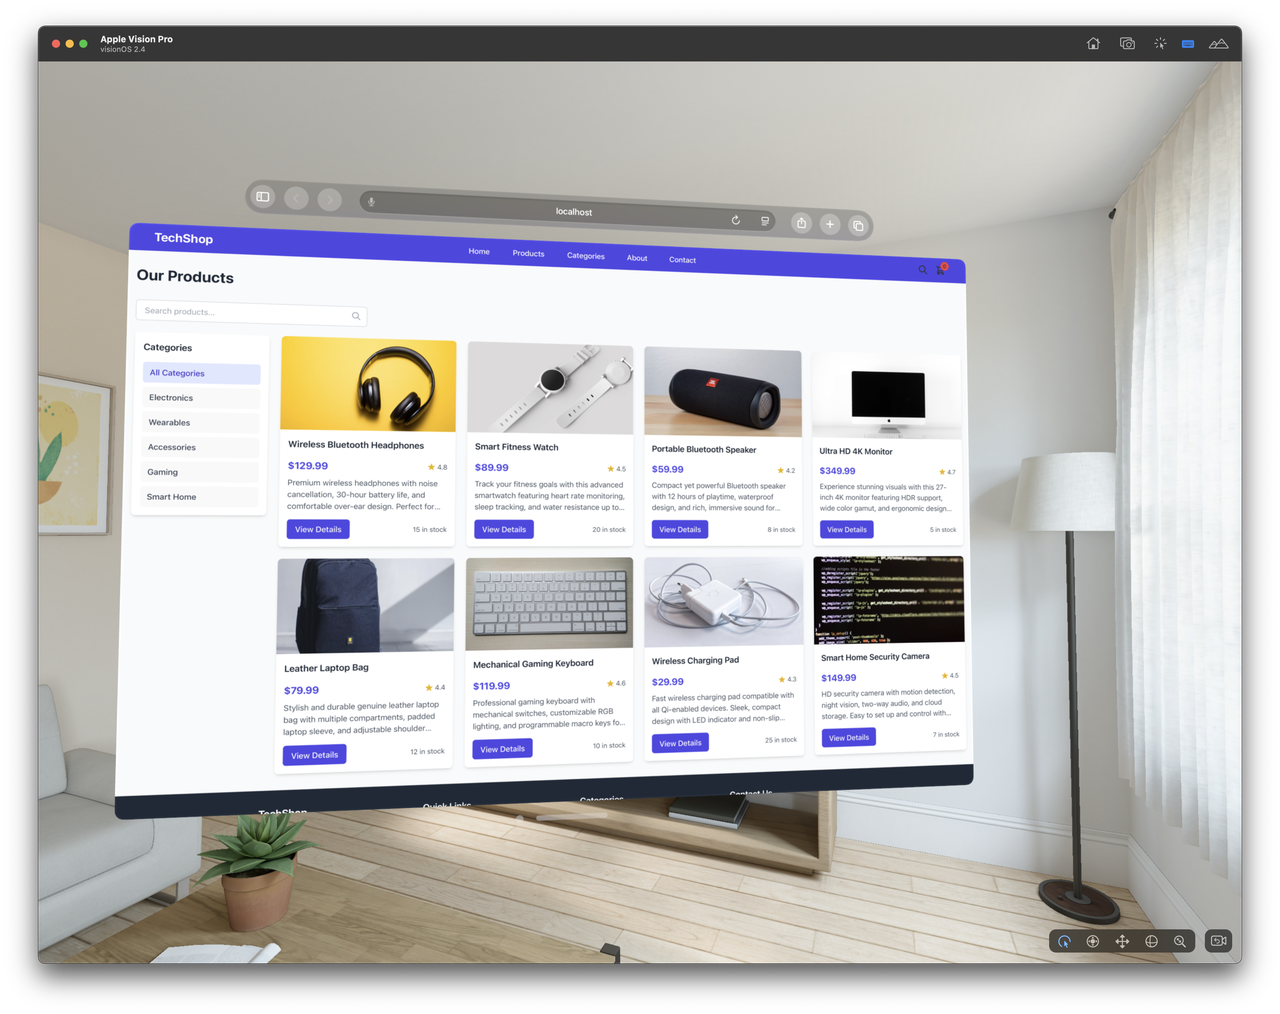 Apple Vision Pro
visionOS 2.4
localhost
TechShop
Home
Products
Categories
About
Contact
0
Our Products
Search products...
Categories
All Categories
Electronics
Wearables
Accessories
Gaming
Smart Home
Wireless Bluetooth Headphones
$129.99
4.8
Premium wireless headphones with noise
cancellation, 30-hour battery life, and
comfortable over-ear design. Perfect for...
View Details
15 in stock
Smart Fitness Watch
$89.99
4.5
Track your fitness goals with this advanced
smartwatch featuring heart rate monitoring,
sleep tracking, and water resistance up to...
View Details
20 in stock
JBL
Portable Bluetooth Speaker
$59.99
4.2
Compact yet powerful Bluetooth speaker
with 12 hours of playtime, waterproof
design, and rich, immersive sound for...
View Details
8 in stock
Ultra HD 4K Monitor
$349.99
4.7
Experience stunning visuals with this 27-
inch 4K monitor featuring HDR support,
wide color gamut, and ergonomic design...
View Details
5 in stock
Leather Laptop Bag
$79.99
4.4
Stylish and durable genuine leather laptop
bag with multiple compartments, padded
laptop sleeve, and adjustable shoulder...
View Details
12 in stock
Mechanical Gaming Keyboard
$119.99
4.6
Professional gaming keyboard with
mechanical switches, customizable RGB
lighting, and programmable macro keys fo...
View Details
10 in stock
Wireless Charging Pad
$29.99
4.3
Fast wireless charging pad compatible with
all Qi-enabled devices. Sleek, compact
design with LED indicator and non-slip...
View Details
25 in stock
Smart Home Security Camera
$149.99
4.5
HD security camera with motion detection,
night vision, two-way audio, and cloud
storage. Easy to set up and control with...
View Details
7 in stock
TechShop
Quick Links
Categories
Contact Us